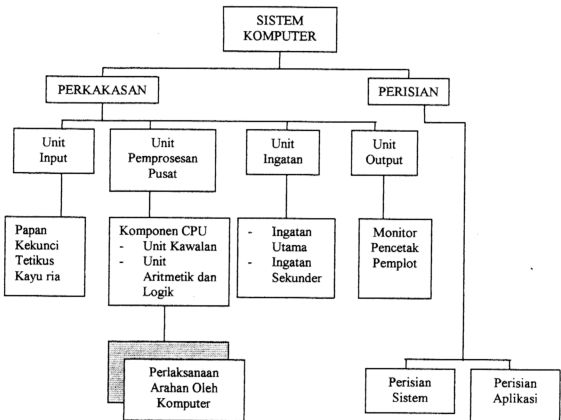 SISTEM
KOMPUTER
PERKAKASAN
PERISIAN
Unit
Input
Unit
Pemprosesan
Pusat
Unit
Ingatan
Unit
Output
Papan
Kekunci
Tetikus
Kayu ria
Komponen CPU
- Unit Kawalan
- Unit
Aritmetik dan
Logik
- Ingatan
Utama
- Ingatan
Sekunder
Monitor
Pencetak
Pemplot
Perlaksanaan
Arahan Oleh
Komputer
Perisian
Sistem
Perisian
Aplikasi